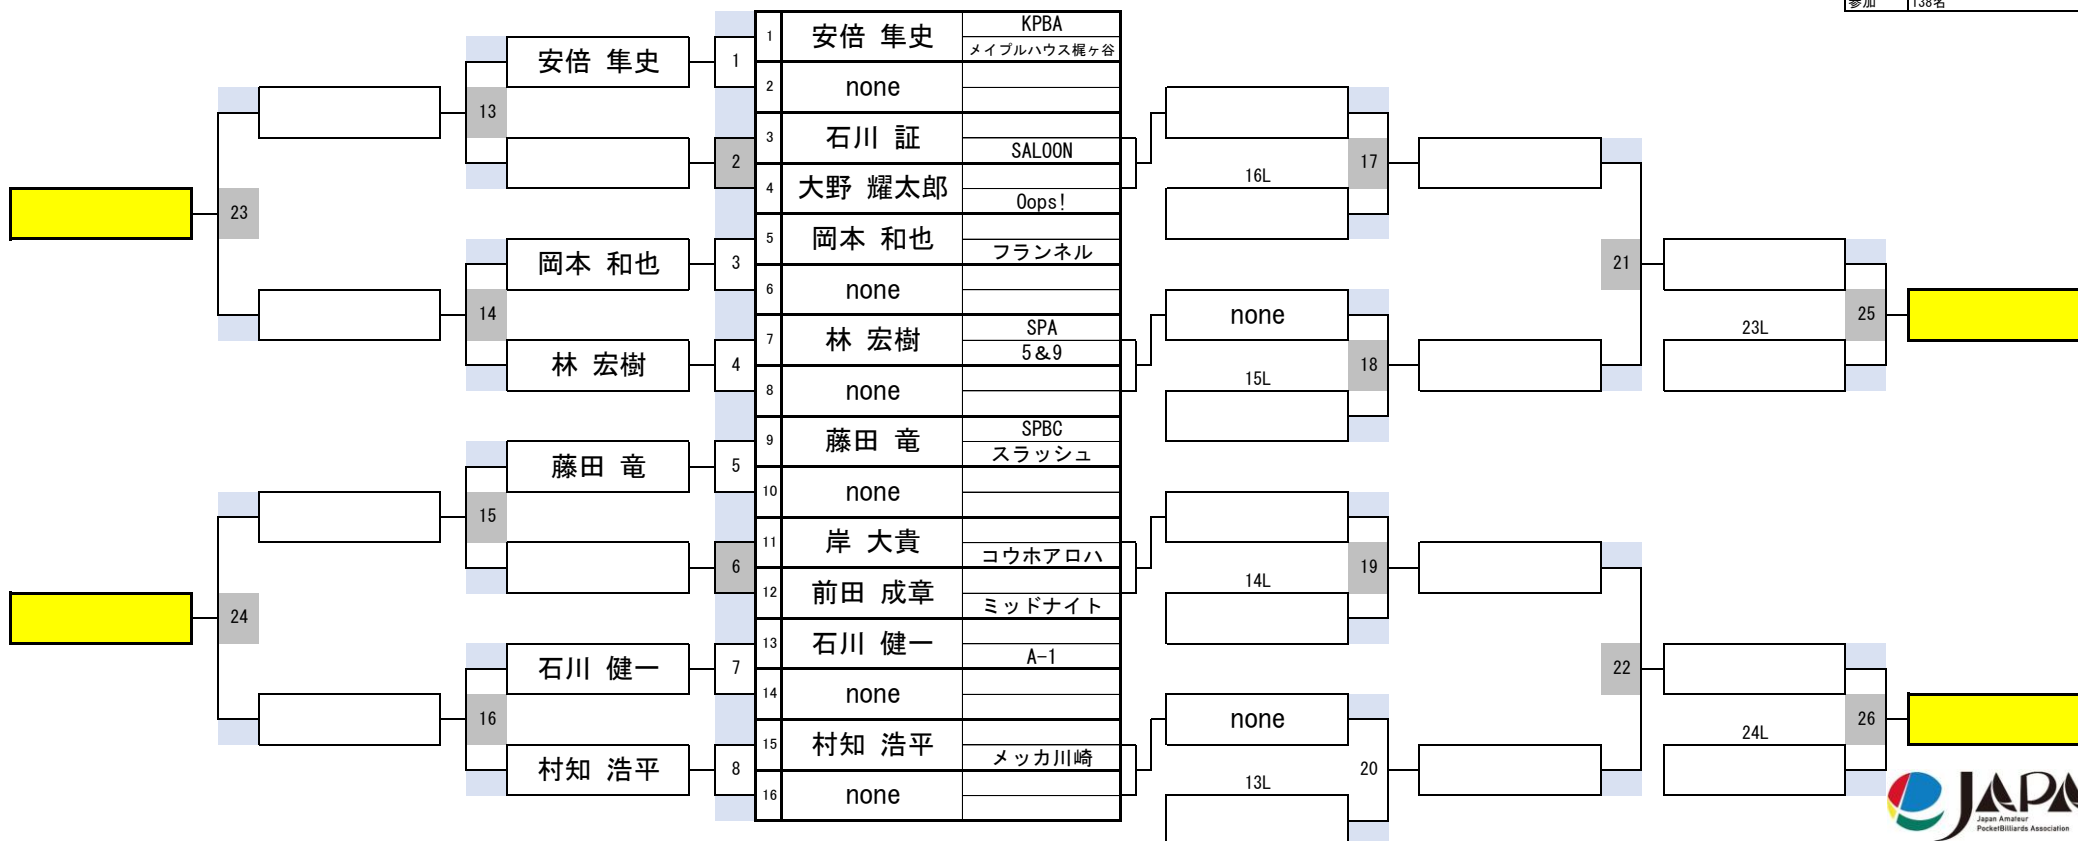 参加 138名
1 安倍 隼史 KPBA
メイプルハウス梶ヶ谷
安倍 隼史 1
2 none
13
3 石川 証
SALOON
2
17
16L
4 大野 耀太郎
Oops!
23
5 岡本 和也
フランネル
岡本 和也 3
21
6 none
14
none
25
7 林 宏樹 SPA
5&9
23L
林 宏樹 4
18
15L
8 none
9 藤田 竜 SPBC
スラッシュ
藤田 竜 5
10 none
15
11 岸 大貴
コウホアロハ
6
19
14L
12 前田 成章
ミッドナイト
24
13 石川 健一
A-1
石川 健一 7
22
14 none
16
none
26
15 村知 浩平
メッカ川崎
24L
村知 浩平 8
20
13L
16 none
JAPA
Japan Amateur
PocketBilliards Association